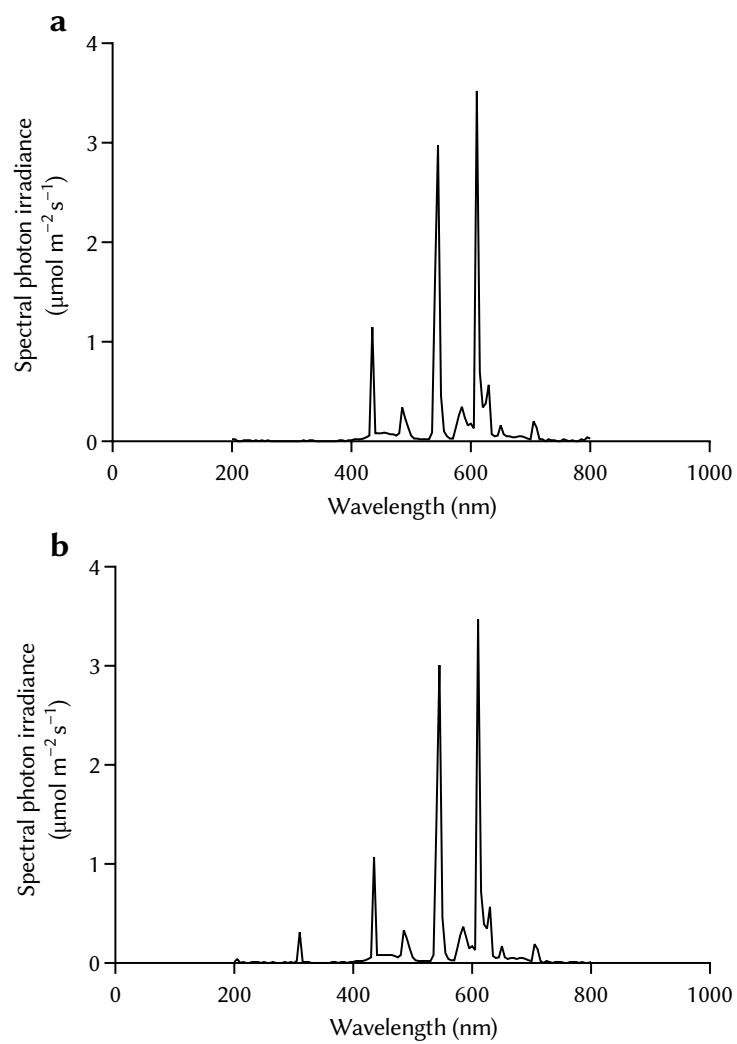 a
4
3
2
1
0
Spectral photon irradiance
(μmol m⁻² s⁻¹)
0 200 400 600 800 1000
Wavelength (nm)
b
4
3
2
1
0
Spectral photon irradiance
(μmol m⁻² s⁻¹)
0 200 400 600 800 1000
Wavelength (nm)